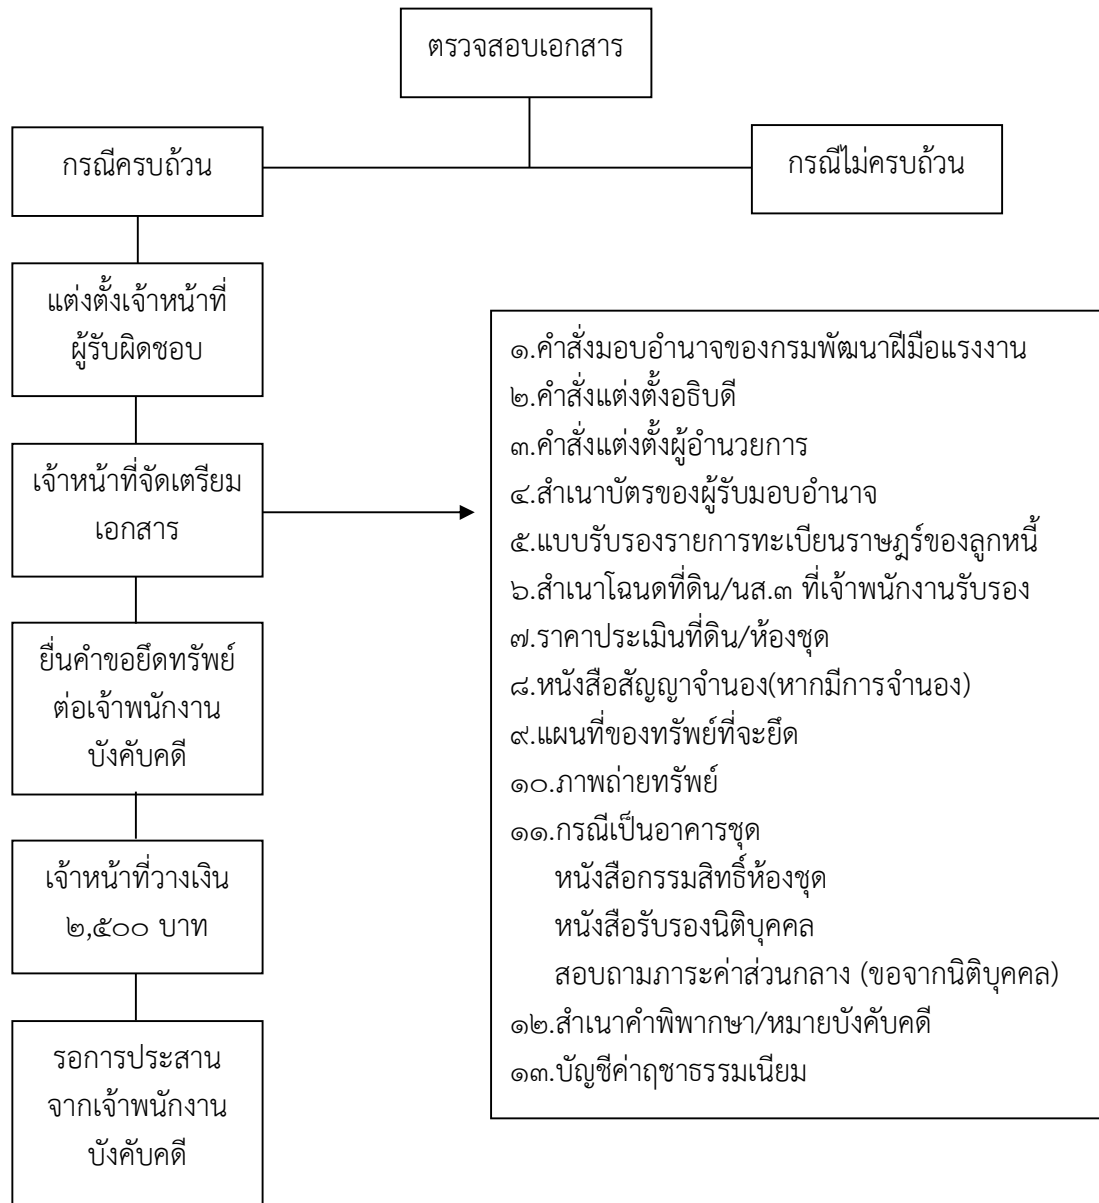 ตรวจสอบเอกสาร
กรณีครบถ้วน
กรณีไม่ครบถ้วน
แต่งตั้งเจ้าหน้าที่
ผู้รับผิดชอบ
เจ้าหน้าที่จัดเตรียม
เอกสาร
ยื่นคำขอยึดทรัพย์
ต่อเจ้าพนักงาน
บังคับคดี
เจ้าหน้าที่วางเงิน
๒,๕๐๐ บาท
รอการประสาน
จากเจ้าพนักงาน
บังคับคดี
๑.คำสั่งมอบอำนาจของกรมพัฒนาฝีมือแรงงาน
๒.คำสั่งแต่งตั้งอธิบดี
๓.คำสั่งแต่งตั้งผู้อำนวยการ
๔.สำเนาบัตรของผู้รับมอบอำนาจ
๕.แบบรับรองรายการทะเบียนราษฎร์ของลูกหนี้
๖.สำเนาโฉนดที่ดิน/นส.๓ ที่เจ้าพนักงานรับรอง
๗.ราคาประเมินที่ดิน/ห้องชุด
๘.หนังสือสัญญาจำนอง(หากมีการจำนอง)
๙.แผนที่ของทรัพย์ที่จะยึด
๑๐.ภาพถ่ายทรัพย์
๑๑.กรณีเป็นอาคารชุด
หนังสือกรรมสิทธิ์ห้องชุด
หนังสือรับรองนิติบุคคล
สอบถามภาระค่าส่วนกลาง (ขอจากนิติบุคคล)
๑๒.สำเนาคำพิพากษา/หมายบังคับคดี
๑๓.บัญชีค่าฤชาธรรมเนียม